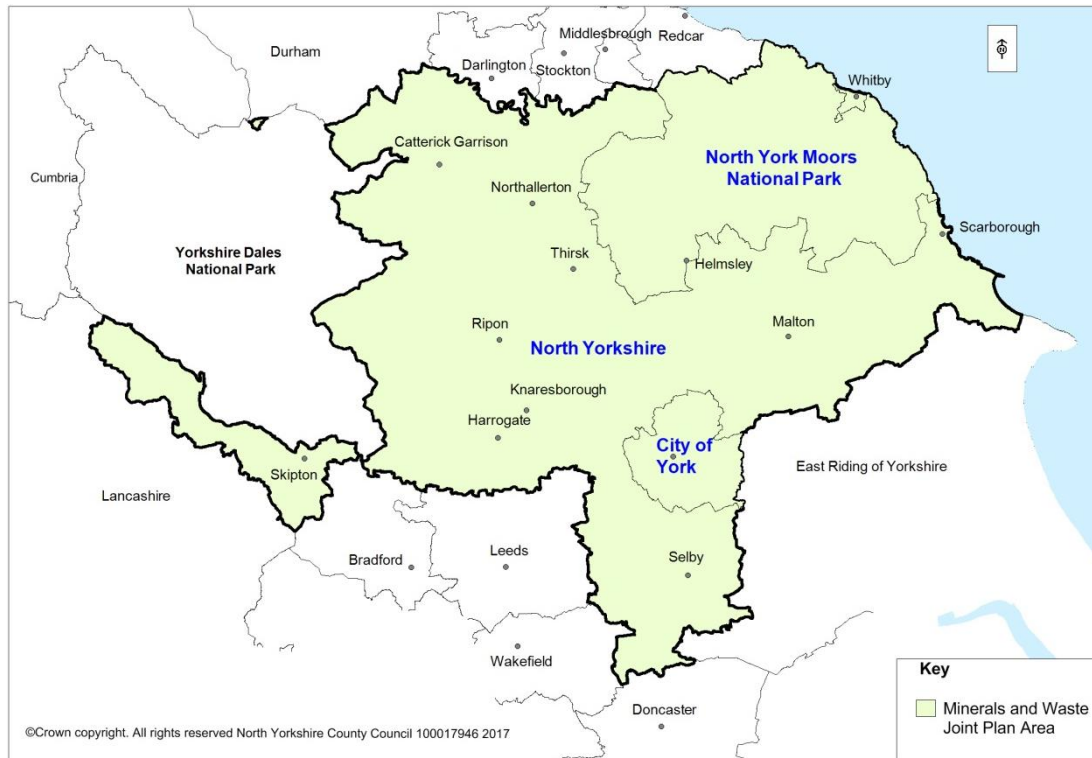 Durham
Middlesbrough
Redcar
Darlington
Stockton
Whitby
Catterick Garrison
North York Moors
National Park
Cumbria
Northallerton
Scarborough
Yorkshire Dales
National Park
Thirsk
Helmsley
Ripon
North Yorkshire
Malton
Knaresborough
Harrogate
City of
York
Skipton
East Riding of Yorkshire
Lancashire
Bradford
Leeds
Selby
Wakefield
Key
Minerals and Waste
Joint Plan Area
Doncaster
©Crown copyright. All rights reserved North Yorkshire County Council 100017946 2017